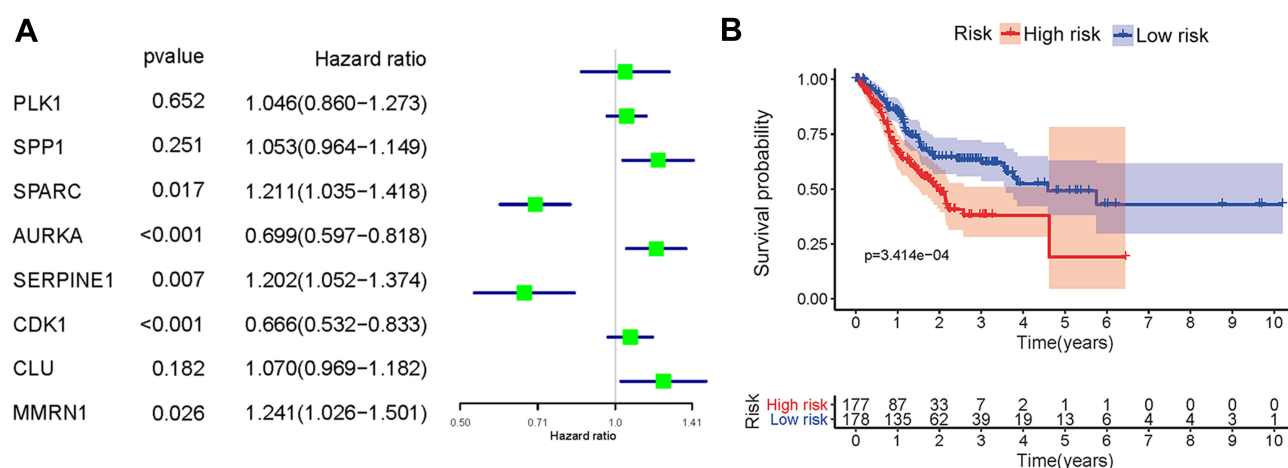 A
pvalue Hazard ratio
PLK1 0.652 1.046(0.860−1.273)
SPP1 0.251 1.053(0.964−1.149)
SPARC 0.017 1.211(1.035−1.418)
AURKA <0.001 0.699(0.597−0.818)
SERPINE1 0.007 1.202(1.052−1.374)
CDK1 <0.001 0.666(0.532−0.833)
CLU 0.182 1.070(0.969−1.182)
MMRN1 0.026 1.241(1.026−1.501)
0.50 0.71 1.0 1.41
Hazard ratio
B
Risk High risk Low risk
Survival probability
1.00
0.75
0.50
0.25
0.00
p=3.414e−04
0 1 2 3 4 5 6 7 8 9 10
Time(years)
Risk
High risk 177 87 33 7 2 1 1 0 0 0 0
Low risk 178 135 62 39 19 13 6 4 4 3 1
0 1 2 3 4 5 6 7 8 9 10
Time(years)